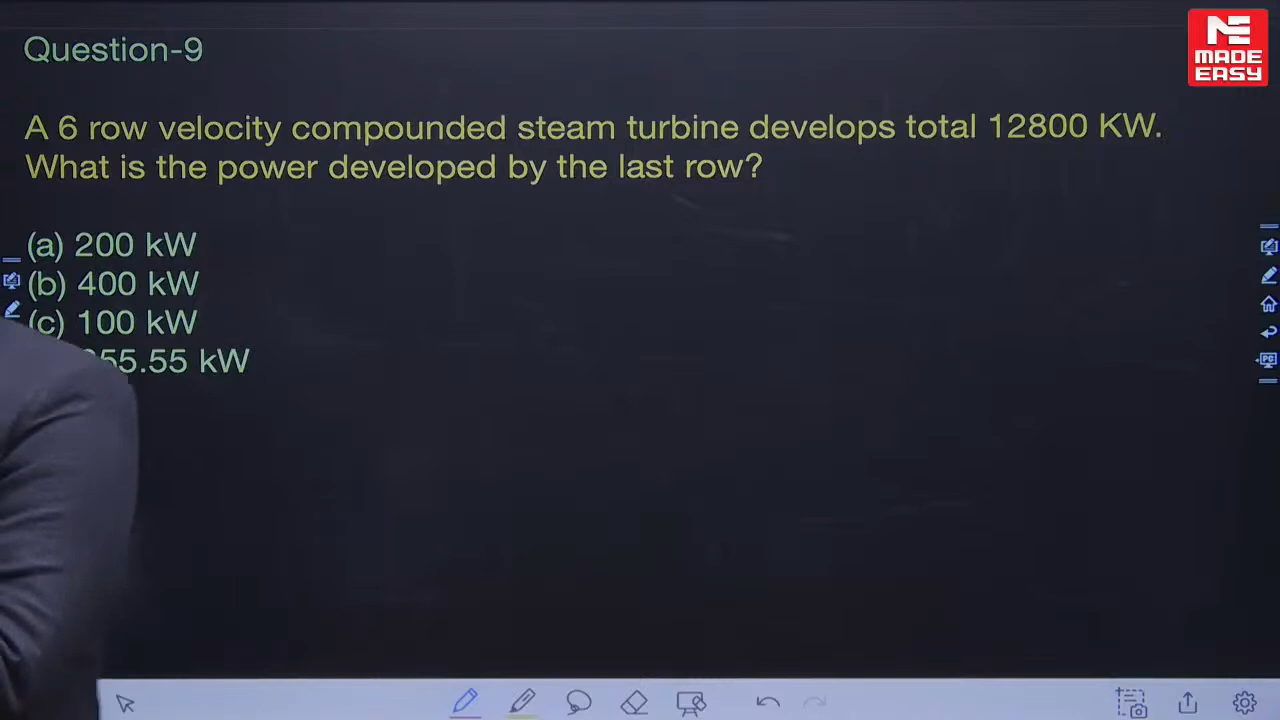 Question-9
MADE
EASY
A 6 row velocity compounded steam turbine develops total 12800 KW.
What is the power developed by the last row?
(a) 200 kW
(b) 400 kW
(c) 100 kW
55.55 kW
PC